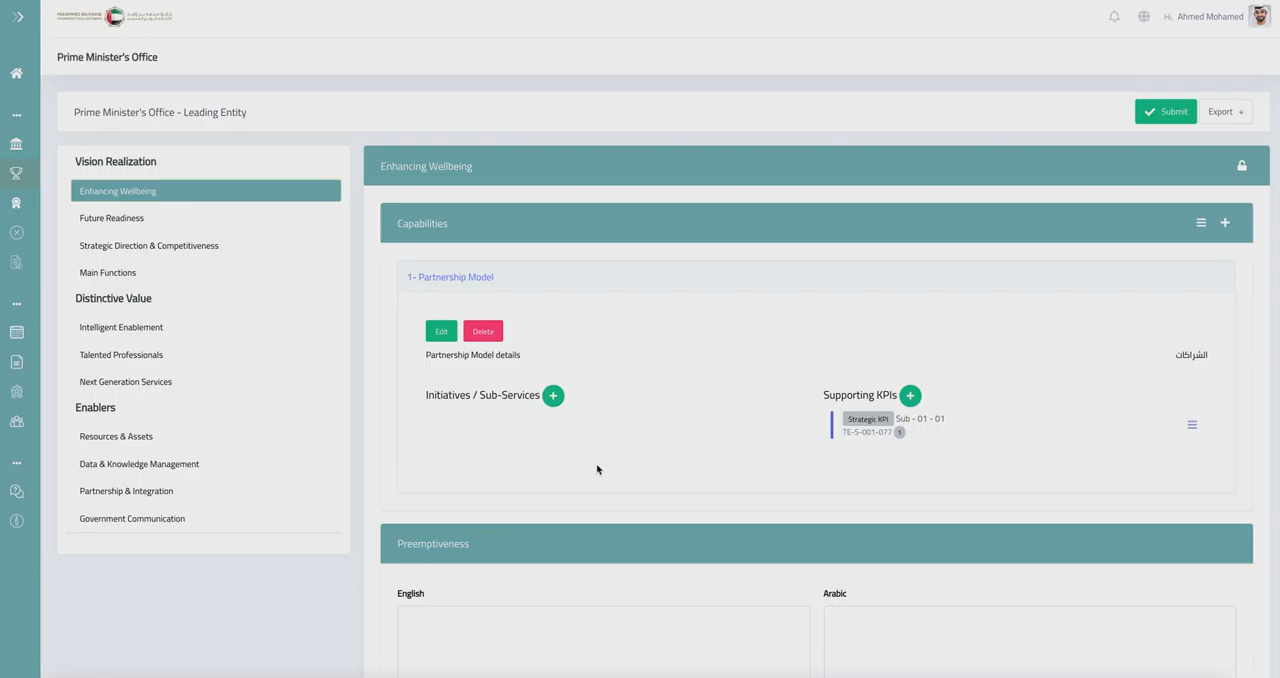 Hi, Ahmed Mohamed
Prime Minister's Office
Prime Minister's Office - Leading Entity
Submit
Export
Vision Realization
Enhancing Wellbeing
Future Readiness
Strategic Direction & Competitiveness
Main Functions
Distinctive Value
Intelligent Enablement
Talented Professionals
Next Generation Services
Enablers
Resources & Assets
Data & Knowledge Management
Partnership & Integration
Government Communication
Enhancing Wellbeing
Capabilities
1- Partnership Model
Edit Delete
Partnership Model details
الشراكات
Initiatives / Sub-Services
Supporting KPIs
Strategic KPI Sub - 01 - 01
TE-S-001-077 1
Preemptiveness
English
Arabic